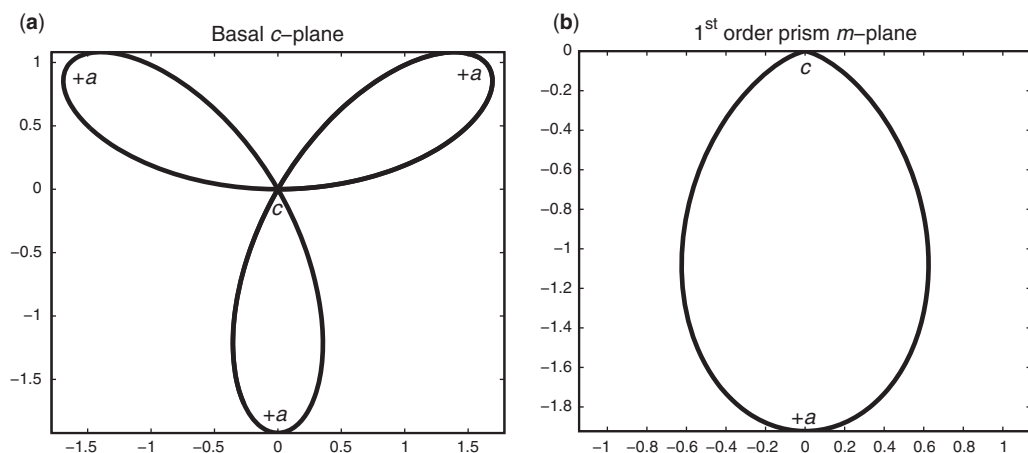 (a)
Basal c–plane
1
0.5
0
−0.5
−1
−1.5
+a
+a
c
+a
−1.5 −1 −0.5 0 0.5 1 1.5
(b)
1st order prism m–plane
0
−0.2
−0.4
−0.6
−0.8
−1
−1.2
−1.4
−1.6
−1.8
c
+a
−1 −0.8 −0.6 −0.4 −0.2 0 0.2 0.4 0.6 0.8 1